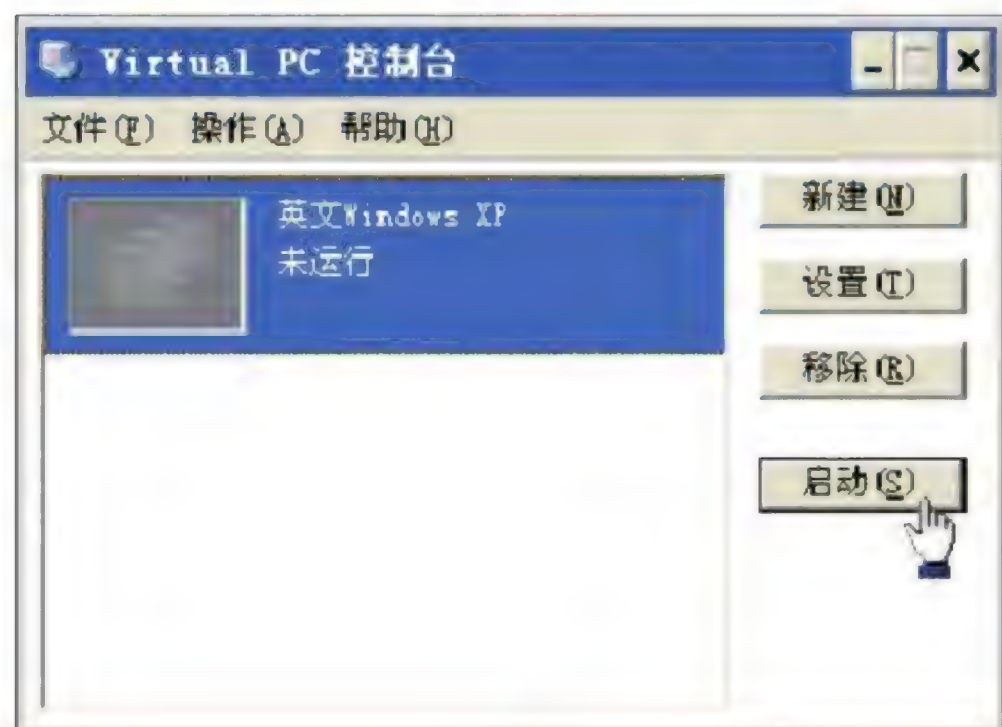 Virtual PC 控制台
文件(F) 操作(A) 帮助(H)
英文Windows XP
未运行
新建(N)
设置(T)
移除(R)
启动(S)